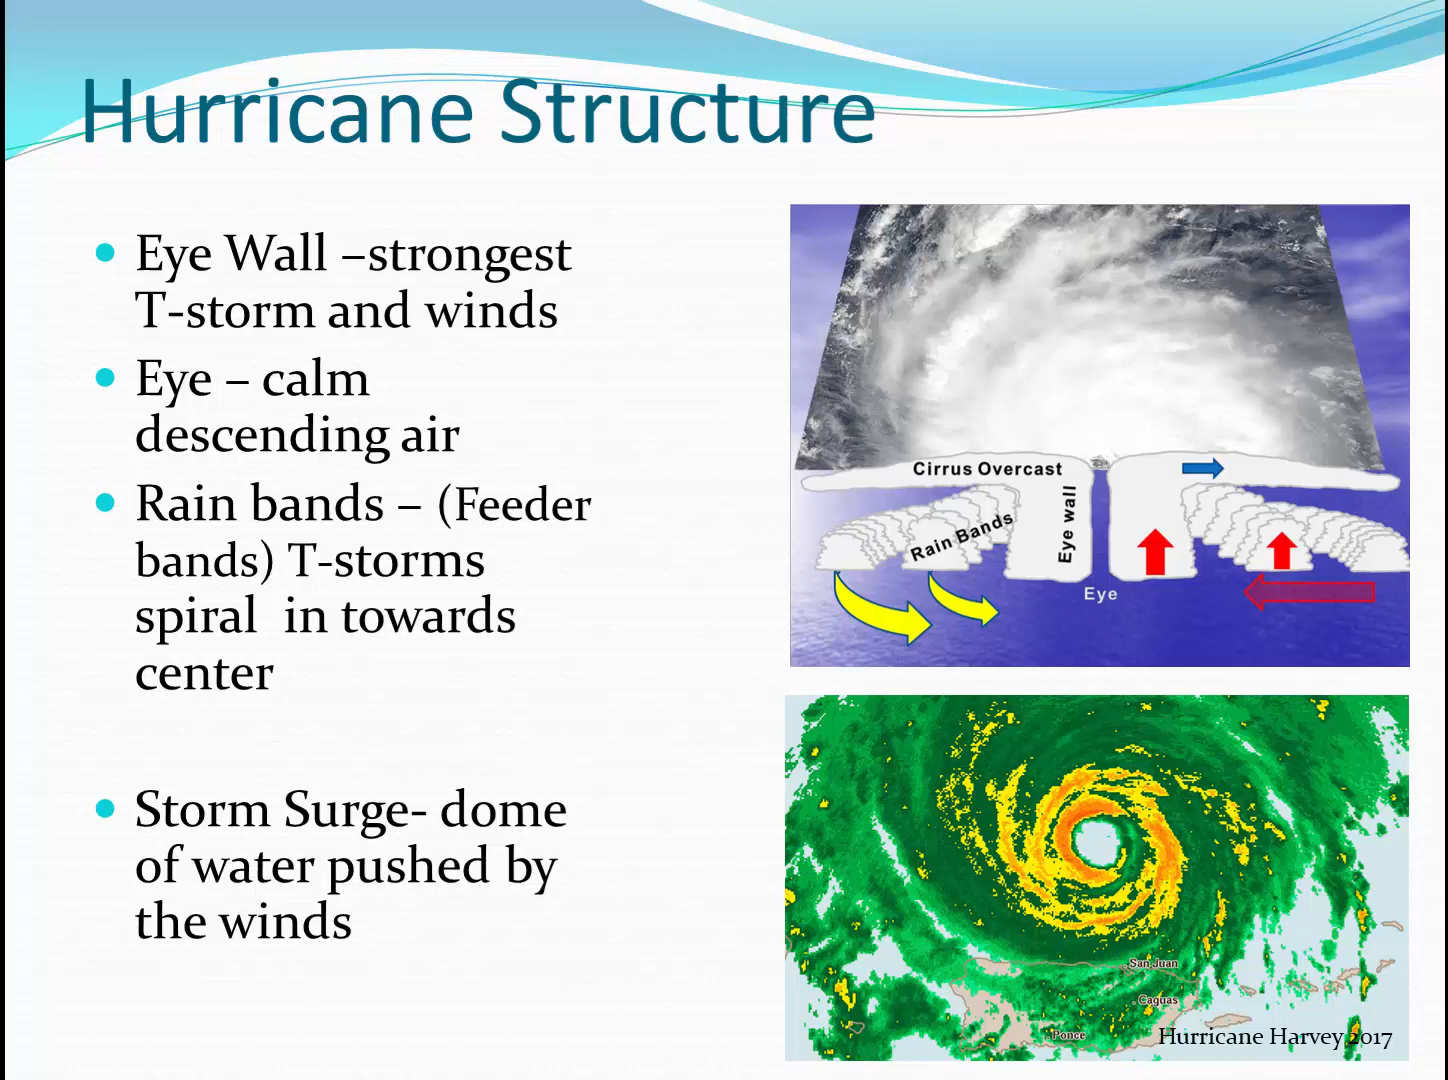 Hurricane Structure
Eye Wall –strongest
T-storm and winds
Eye – calm
descending air
Rain bands – (Feeder
bands) T-storms
spiral  in towards
center
Storm Surge- dome
of water pushed by
the winds
Cirrus Overcast
Rain Bands
Eye wall
Eye
San Juan
Caguas
Ponce
Hurricane Harvey 2017